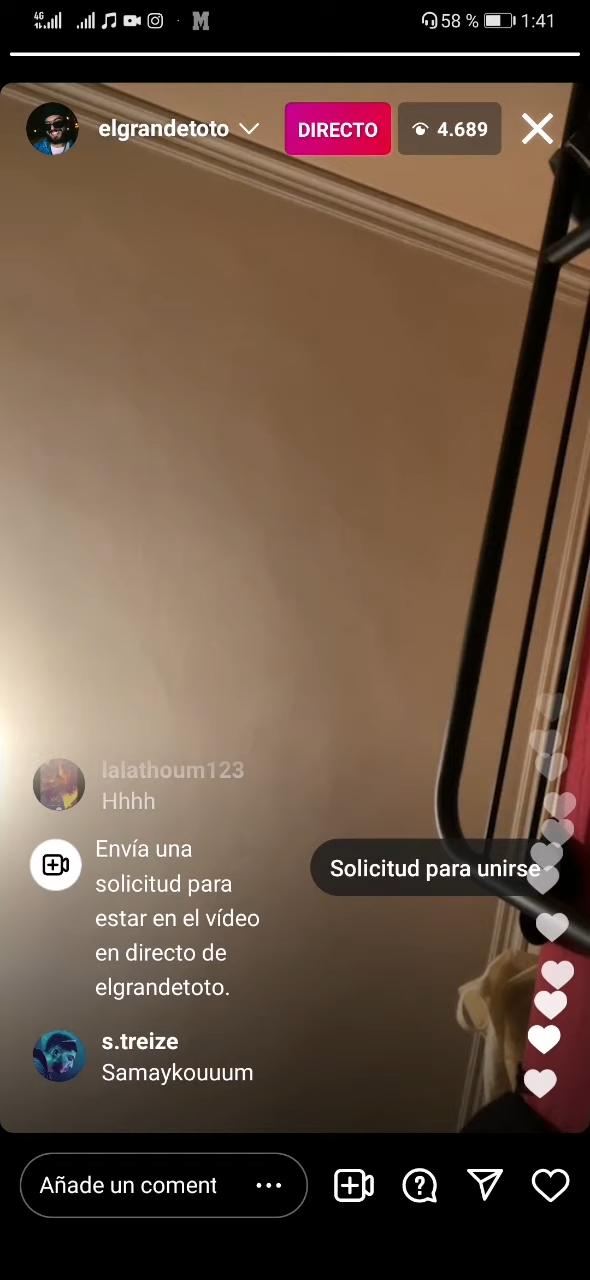 4G 58 % 1:41
elgrandetoto DIRECTO 4.689
lalathoum123
Hhhh
Envía una
solicitud para
estar en el vídeo
en directo de
elgrandetoto.
Solicitud para unirse
s.treize
Samaykouuum
Añade un coment